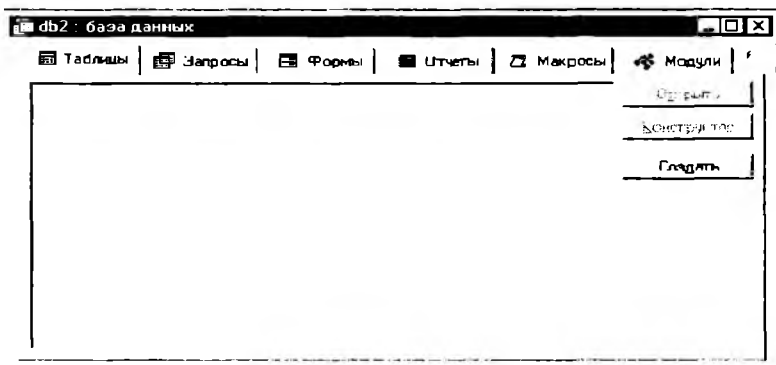 db2 : база данных
Таблицы Запросы Формы Отчеты Макросы Модули
Открыть
Конструктор
Создать